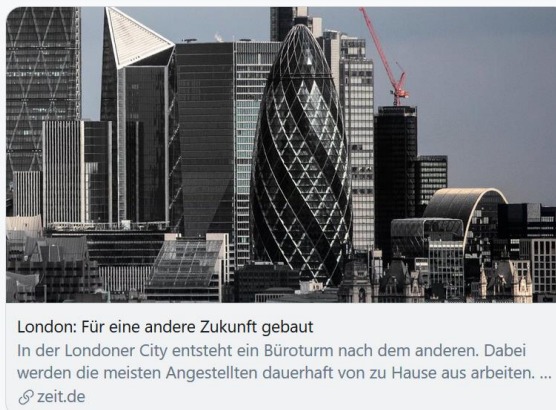 London: Für eine andere Zukunft gebaut
In der Londoner City entsteht ein Büroturm nach dem anderen. Dabei
werden die meisten Angestellten dauerhaft von zu Hause aus arbeiten. ...
zeit.de